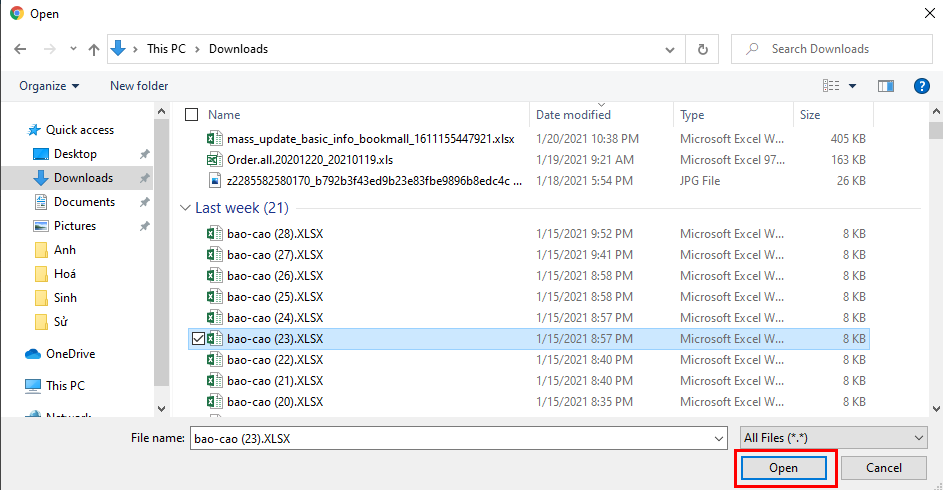 Open
This PC > Downloads
Search Downloads
Organize New folder
Name Date modified Type Size
Quick access
Desktop
Downloads
Documents
Pictures
Anh
Hoá
Sinh
Sử
OneDrive
This PC
Network
mass_update_basic_info_bookmall_1611155447921.xlsx 1/20/2021 10:38 PM Microsoft Excel W... 405 KB
Order.all.20201220_20210119.xls 1/19/2021 9:21 AM Microsoft Excel 97... 163 KB
z2285582580170_b792b3f43ed9b23e83fbe9896b8edc4c ... 1/18/2021 5:54 PM JPG File 26 KB
Last week (21)
bao-cao (28).XLSX 1/15/2021 9:52 PM Microsoft Excel W... 8 KB
bao-cao (27).XLSX 1/15/2021 9:41 PM Microsoft Excel W... 8 KB
bao-cao (26).XLSX 1/15/2021 8:58 PM Microsoft Excel W... 8 KB
bao-cao (25).XLSX 1/15/2021 8:58 PM Microsoft Excel W... 8 KB
bao-cao (24).XLSX 1/15/2021 8:57 PM Microsoft Excel W... 8 KB
bao-cao (23).XLSX 1/15/2021 8:57 PM Microsoft Excel W... 8 KB
bao-cao (22).XLSX 1/15/2021 8:40 PM Microsoft Excel W... 8 KB
bao-cao (21).XLSX 1/15/2021 8:40 PM Microsoft Excel W... 8 KB
bao-cao (20).XLSX 1/15/2021 8:35 PM Microsoft Excel W... 8 KB
File name: bao-cao (23).XLSX All Files (*.*)
Open Cancel